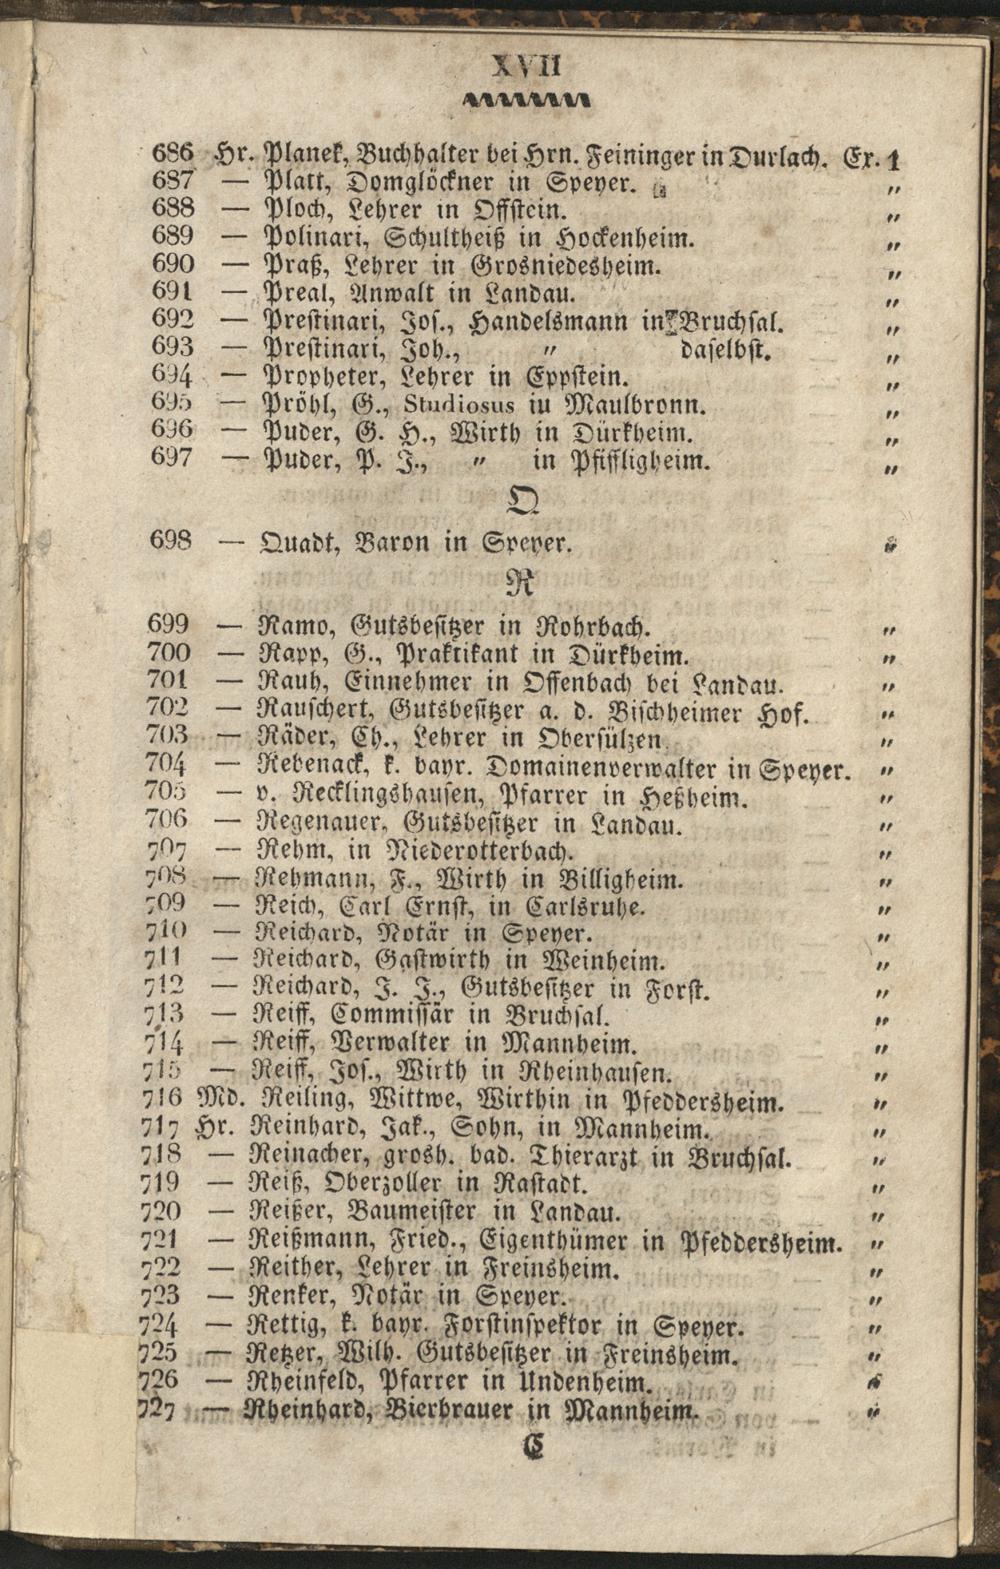 XVII
686 Hr. Planek, Buchhalter bei Hrn. Feininger in Durlach. Ex. 1
687 — Platt, Domglöckner in Speyer. „
688 — Ploch, Lehrer in Offstein. „
689 — Polinari, Schultheiß in Hockenheim. „
690 — Praß, Lehrer in Grosniedesheim. „
691 — Preal, Anwalt in Landau. „
692 — Prestinari, Jos., Handelsmann in Bruchsal. „
693 — Prestinari, Joh., „ daselbst. „
694 — Propheter, Lehrer in Eppstein. „
695 — Pröhl, G., Studiosus iu Maulbronn. „
696 — Puder, G. H., Wirth in Dürkheim. „
697 — Puder, P. J., „ in Pfiffligheim. „
Q
698 — Quadt, Baron in Speyer. „
R
699 — Ramo, Gutsbesitzer in Rohrbach. „
700 — Rapp, G., Praktikant in Dürkheim. „
701 — Rauh, Einnehmer in Offenbach bei Landau. „
702 — Rauschert, Gutsbesitzer a. d. Bischheimer Hof. „
703 — Räder, Ch., Lehrer in Obersülzen. „
704 — Rebenack, k. bayr. Domainenverwalter in Speyer. „
705 — v. Recklingshausen, Pfarrer in Heßheim. „
706 — Regenauer, Gutsbesitzer in Landau. „
707 — Rehm, in Niederotterbach. „
708 — Rehmann, F., Wirth in Billigheim. „
709 — Reich, Carl Ernst, in Carlsruhe. „
710 — Reichard, Notär in Speyer. „
711 — Reichard, Gastwirth in Weinheim. „
712 — Reichard, J. J., Gutsbesitzer in Forst. „
713 — Reiff, Commissär in Bruchsal. „
714 — Reiff, Verwalter in Mannheim. „
715 — Reiff, Jos., Wirth in Rheinhausen. „
716 Md. Reiling, Wittwe, Wirthin in Pfeddersheim. „
717 Hr. Reinhard, Jak., Sohn, in Mannheim. „
718 — Reinacher, grosh. bad. Thierarzt in Bruchsal. „
719 — Reiß, Oberzoller in Rastadt. „
720 — Reißer, Baumeister in Landau. „
721 — Reißmann, Fried., Eigenthümer in Pfeddersheim. „
722 — Reither, Lehrer in Freinsheim. „
723 — Renker, Notär in Speyer. „
724 — Rettig, k. bayr. Forstinspektor in Speyer. „
725 — Retzer, Wilh. Gutsbesitzer in Freinsheim. „
726 — Rheinfeld, Pfarrer in Undenheim. „
727 — Rheinhard, Bierbrauer in Mannheim. „
C